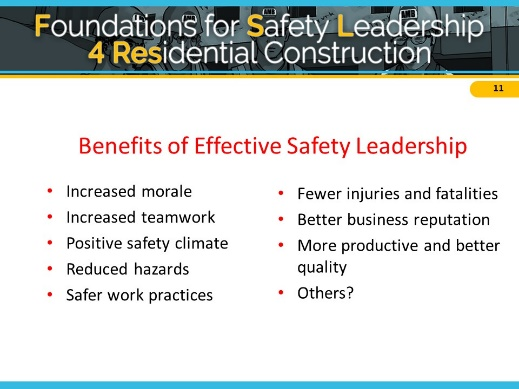 Foundations for Safety Leadership
4 Residential Construction
11
Benefits of Effective Safety Leadership
• Increased morale
• Increased teamwork
• Positive safety climate
• Reduced hazards
• Safer work practices
• Fewer injuries and fatalities
• Better business reputation
• More productive and better
quality
• Others?